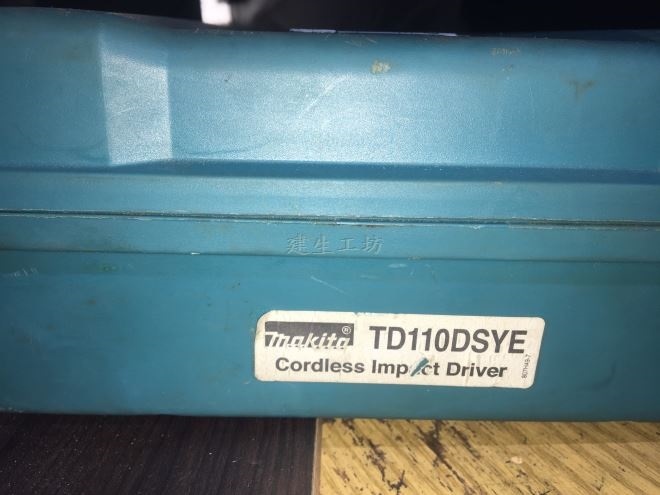 建生工坊
makita® TD110DSYE
Cordless Impact Driver